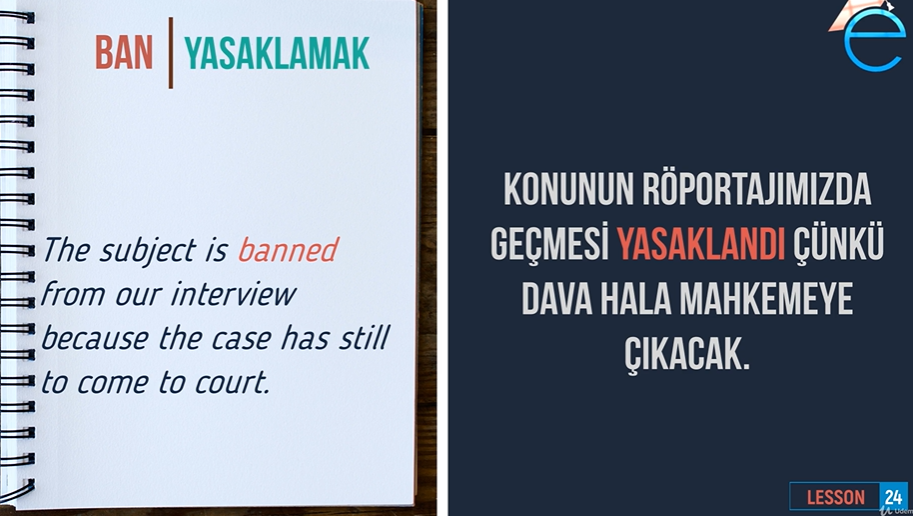 BAN | YASAKLAMAK
The subject is banned
from our interview
because the case has still
to come to court.
KONUNUN RÖPORTAJIMIZDA
GEÇMESİ YASAKLANDI ÇÜNKÜ
DAVA HALA MAHKEMEYE
ÇIKACAK.
e
LESSON 24